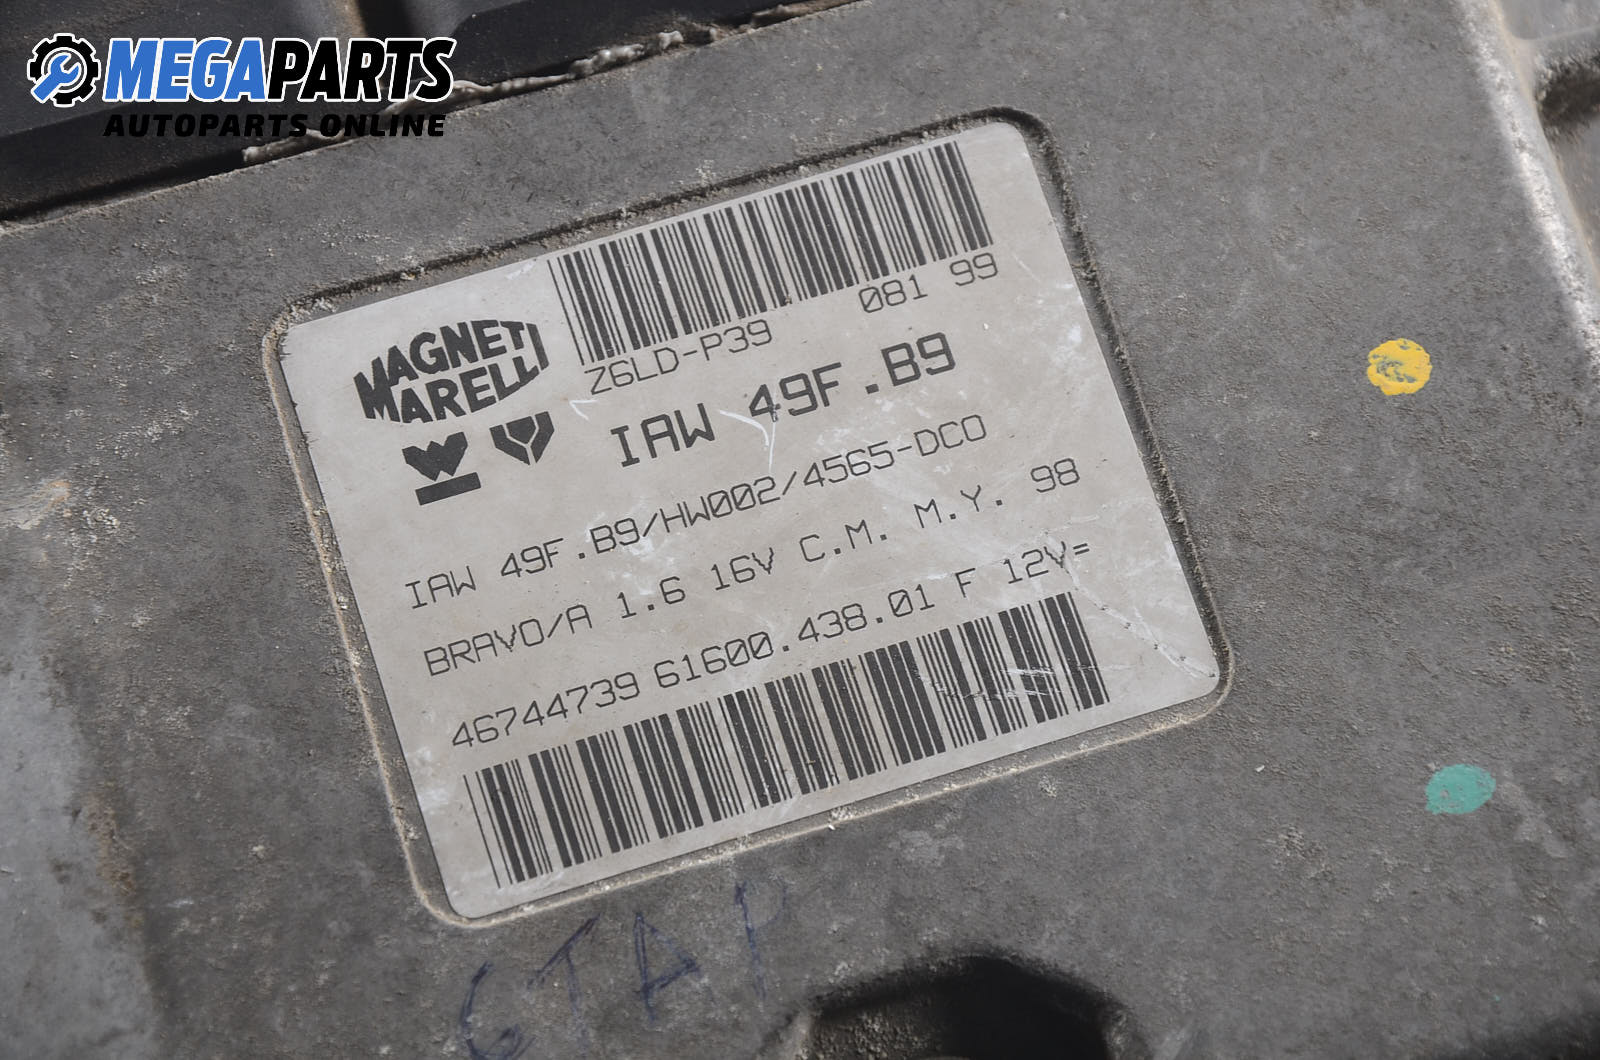 MEGAPARTS
AUTOPARTS ONLINE
MAGNETI
MARELLI
Z6LD-P39 081 99
IAW 49F.B9
IAW 49F.B9/HW002/4565-DCO
BRAVO/A 1.6 16V C.M. M.Y. 98
46744739 61600.438.01 F 12V=
СТАР